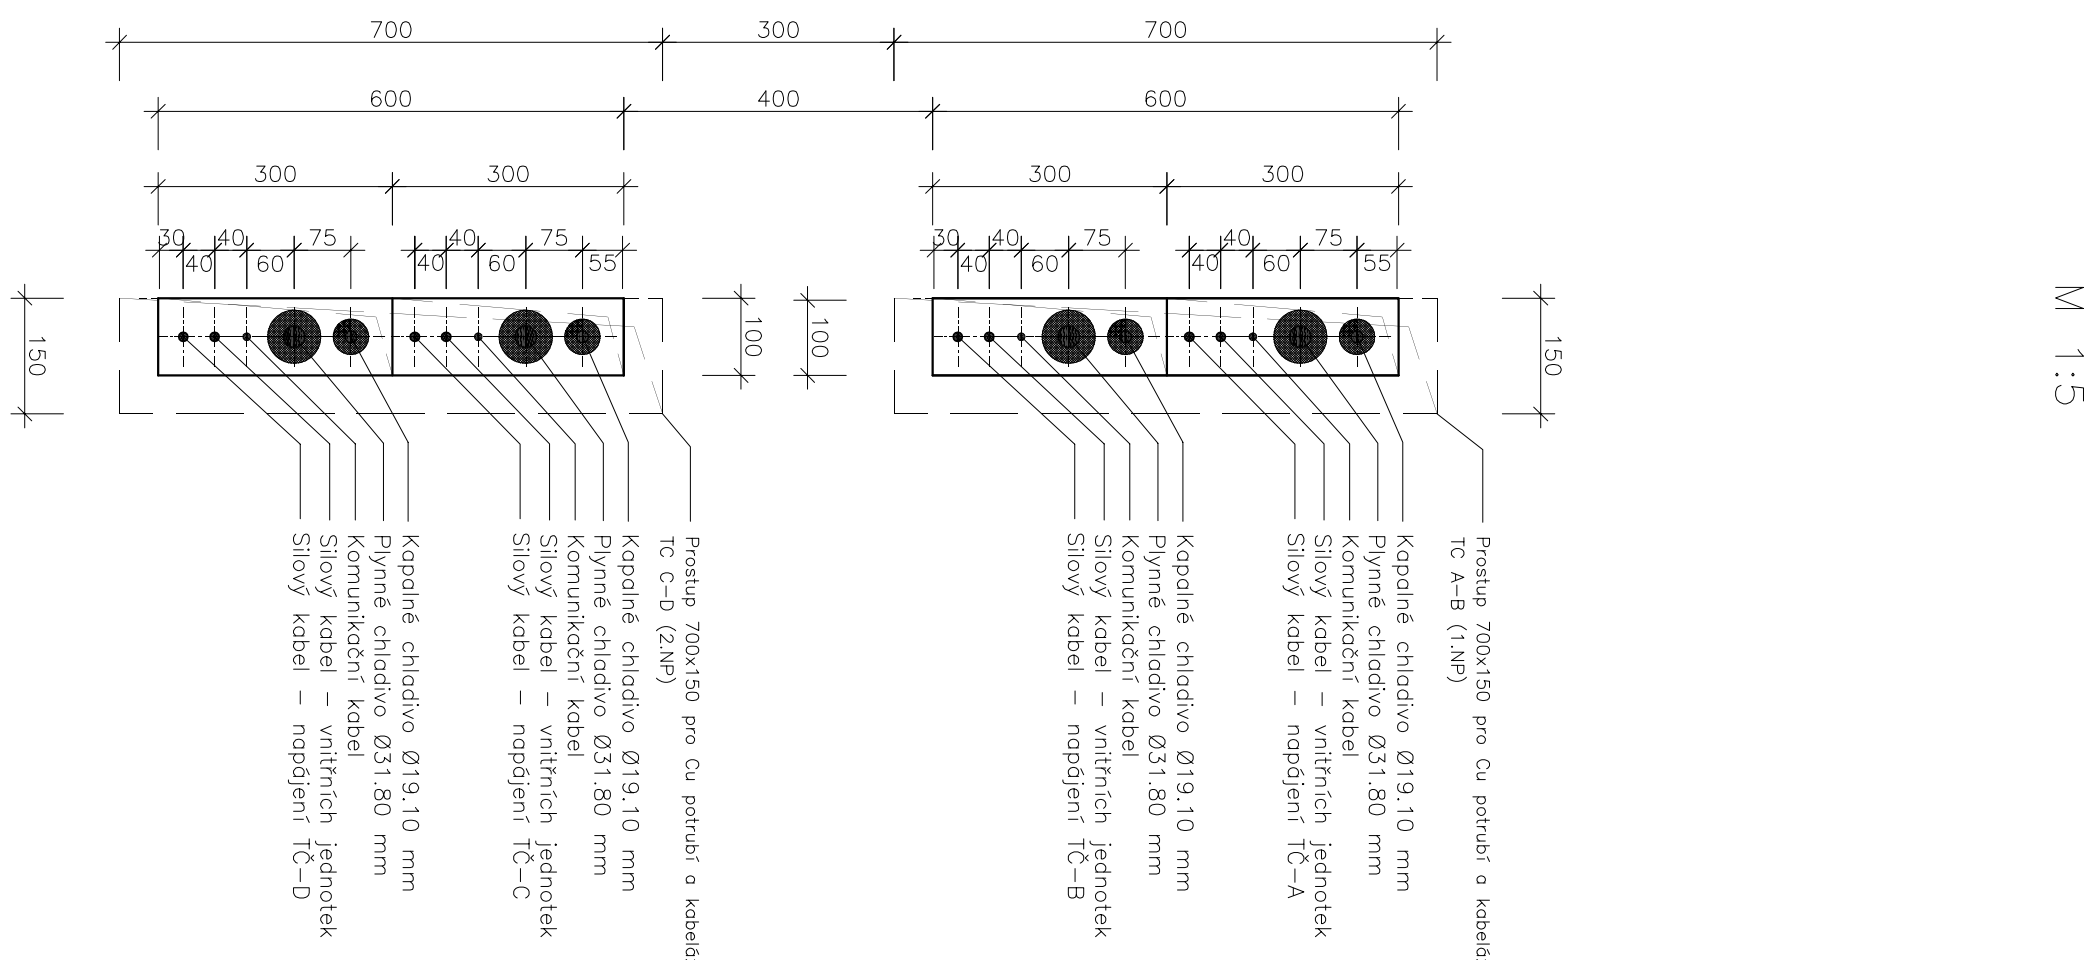 700 300 700
600 400 600
300 300 300 300
30 40 75 40 75 30 40 75 40 75
40 60 40 60 55 40 60 40 60 55
150 100 100 150
M 1:5
Prostup 700x150 pro Cu potrubí a
TC A-B (1.NP)
Kapalné chladivo Ø19.10 mm
Plynné chladivo Ø31.80 mm
Komunikační kabel
Silový kabel - vnitřních jednotek
Silový kabel - napájení TČ-A
Kapalné chladivo Ø19.10 mm
Plynné chladivo Ø31.80 mm
Komunikační kabel
Silový kabel - vnitřních jednotek
Silový kabel - napájení TČ-B
Prostup 700x150 pro Cu potrubí a
TC C-D (2.NP)
Kapalné chladivo Ø19.10 mm
Plynné chladivo Ø31.80 mm
Komunikační kabel
Silový kabel - vnitřních jednotek
Silový kabel - napájení TČ-C
Kapalné chladivo Ø19.10 mm
Plynné chladivo Ø31.80 mm
Komunikační kabel
Silový kabel - vnitřních jednotek
Silový kabel - napájení TČ-D